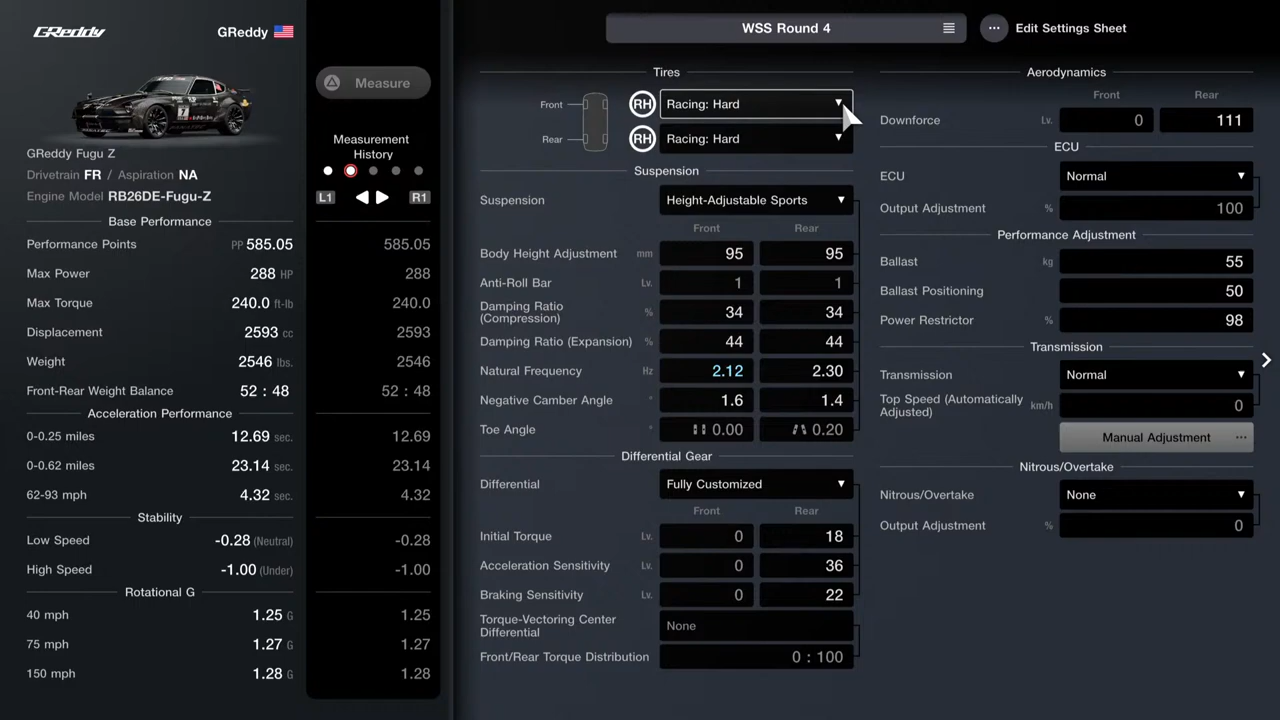 GReddy
GReddy
WSS Round 4
Edit Settings Sheet
Measure
Measurement History
L1
R1
GReddy Fugu Z
Drivetrain FR / Aspiration NA
Engine Model RB26DE-Fugu-Z
Base Performance
Performance Points PP 585.05 585.05
Max Power 288 HP 288
Max Torque 240.0 ft-lb 240.0
Displacement 2593 cc 2593
Weight 2546 lbs. 2546
Front-Rear Weight Balance 52 : 48 52 : 48
Acceleration Performance
0-0.25 miles 12.69 sec. 12.69
0-0.62 miles 23.14 sec. 23.14
62-93 mph 4.32 sec. 4.32
Stability
Low Speed -0.28 (Neutral) -0.28
High Speed -1.00 (Under) -1.00
Rotational G
40 mph 1.25 G 1.25
75 mph 1.27 G 1.27
150 mph 1.28 G 1.28
Tires
Front RH Racing: Hard
Rear RH Racing: Hard
Suspension
Suspension Height-Adjustable Sports
Front Rear
Body Height Adjustment mm 95 95
Anti-Roll Bar Lv. 1 1
Damping Ratio (Compression) % 34 34
Damping Ratio (Expansion) % 44 44
Natural Frequency Hz 2.12 2.30
Negative Camber Angle ° 1.6 1.4
Toe Angle ° 0.00 0.20
Differential Gear
Differential Fully Customized
Front Rear
Initial Torque Lv. 0 18
Acceleration Sensitivity Lv. 0 36
Braking Sensitivity Lv. 0 22
Torque-Vectoring Center Differential None
Front/Rear Torque Distribution 0 : 100
Aerodynamics
Front Rear
Downforce Lv. 0 111
ECU
ECU Normal
Output Adjustment % 100
Performance Adjustment
Ballast kg 55
Ballast Positioning 50
Power Restrictor % 98
Transmission
Transmission Normal
Top Speed (Automatically Adjusted) km/h 0
Manual Adjustment
Nitrous/Overtake
Nitrous/Overtake None
Output Adjustment % 0